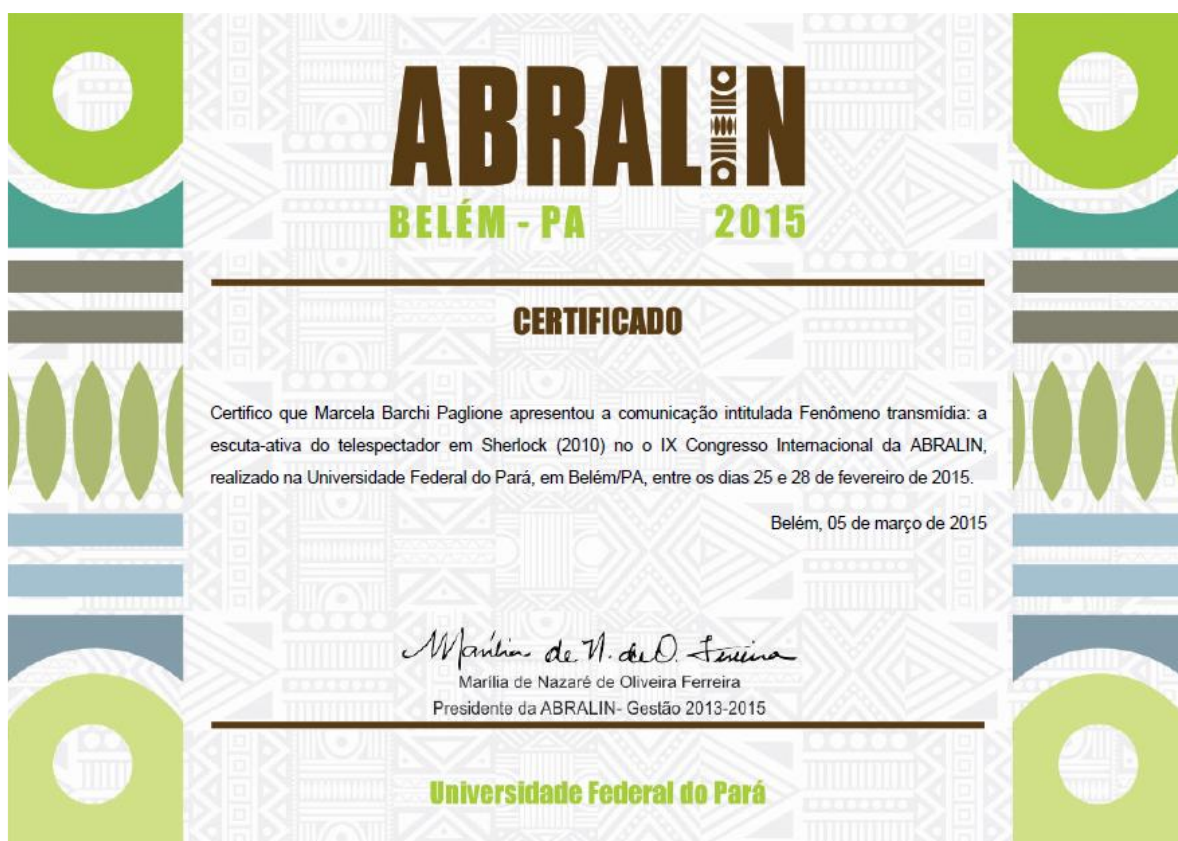 ABRALIN
BELÉM - PA 2015
CERTIFICADO
Certifico que Marcela Barchi Paglione apresentou a comunicação intitulada Fenômeno transmídia: a
escuta-ativa do telespectador em Sherlock (2010) no o IX Congresso Internacional da ABRALIN,
realizado na Universidade Federal do Pará, em Belém/PA, entre os dias 25 e 28 de fevereiro de 2015.
Belém, 05 de março de 2015
Marília de N. de O. Ferreira
Marília de Nazaré de Oliveira Ferreira
Presidente da ABRALIN- Gestão 2013-2015
Universidade Federal do Pará